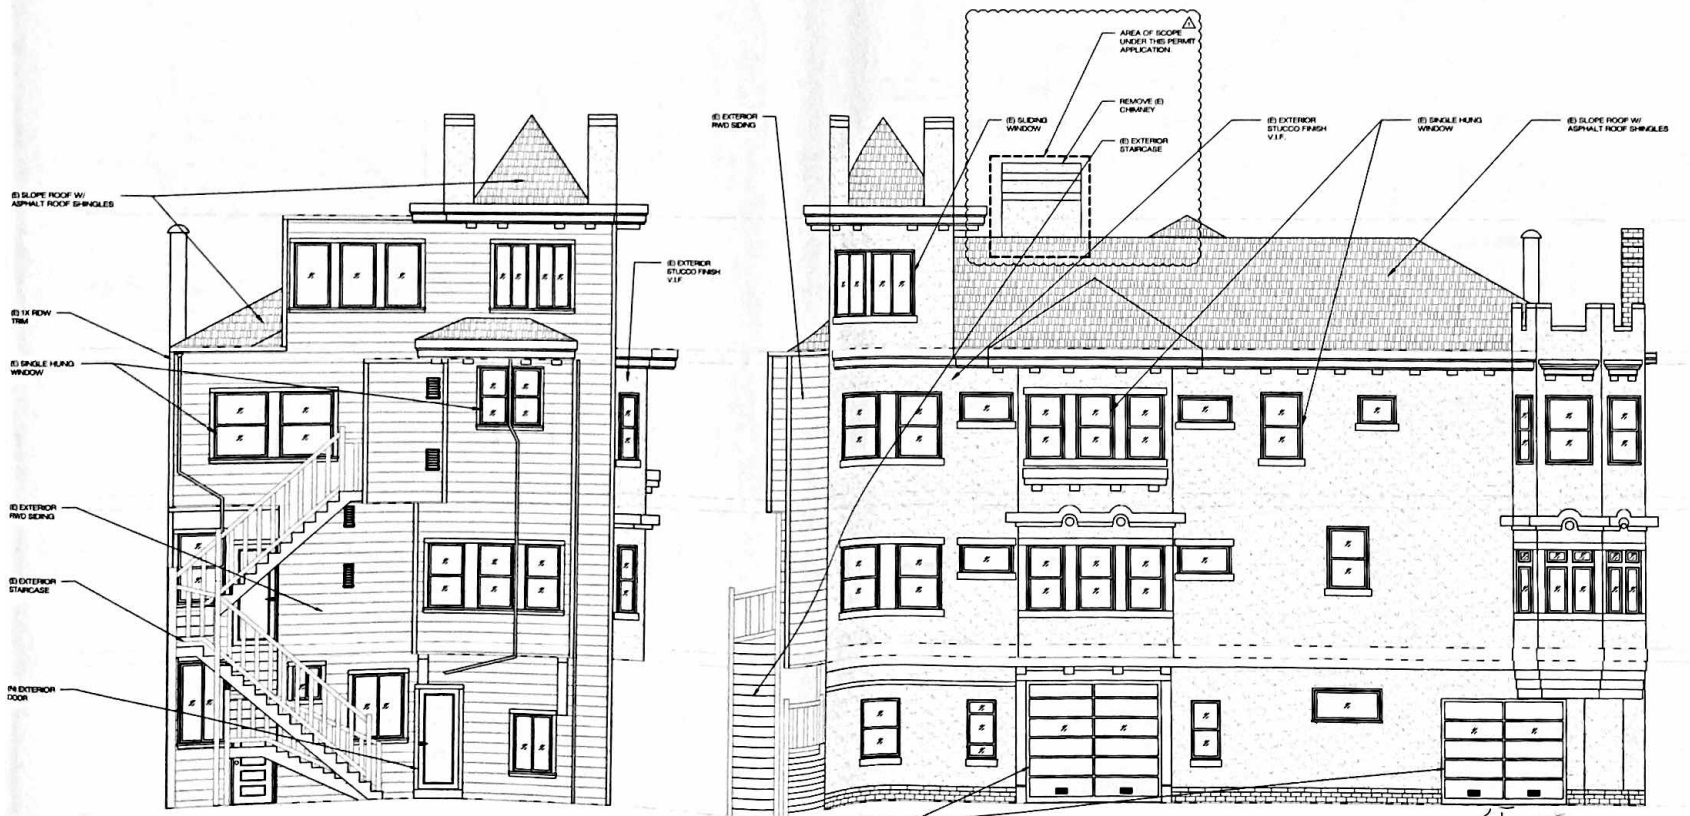 (E) SLOPE ROOF W/
ASPHALT ROOF SHINGLES
(E) 1X RDW
TRIM
(E) SINGLE HUNG
WINDOW
(E) EXTERIOR
RWD SIDING
(E) EXTERIOR
STAIRCASE
(N) EXTERIOR
DOOR
(E) EXTERIOR
STUCCO FINISH
V.I.F
(E) EXTERIOR
RWD SIDING
(E) SLIDING
WINDOW
AREA OF SCOPE
UNDER THIS PERMIT
APPLICATION
REMOVE (E)
CHIMNEY
(E) EXTERIOR
STAIRCASE
(E) EXTERIOR
STUCCO FINISH
V.I.F.
(E) SINGLE HUNG
WINDOW
(E) SLOPE ROOF W/
ASPHALT ROOF SHINGLES